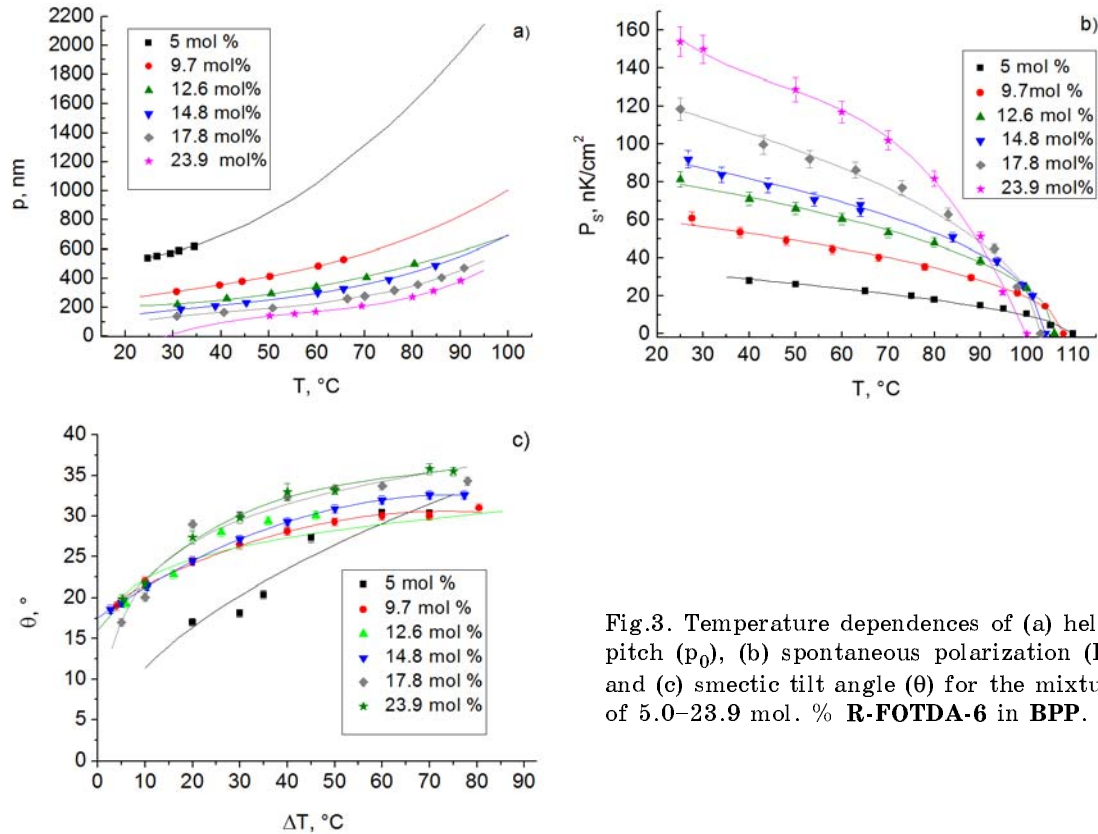 a)
2200
2000
1800
1600
1400
1200
1000
800
600
400
200
0
p, nm
5 mol %
9.7 mol%
12.6 mol%
14.8 mol%
17.8 mol%
23.9 mol%
20 30 40 50 60 70 80 90 100
T, °C
b)
160
140
120
100
80
60
40
20
0
P_S, nK/cm²
5 mol %
9.7mol %
12.6 mol %
14.8 mol%
17.8 mol%
23.9 mol%
20 30 40 50 60 70 80 90 100 110
T, °C
c)
40
35
30
25
20
15
10
5
0
θ, °
5 mol %
9.7 mol %
12.6 mol %
14.8 mol %
17.8 mol %
23.9 mol %
0 10 20 30 40 50 60 70 80 90
ΔT, °C
Fig.3. Temperature dependences of (a) hel
pitch (p₀), (b) spontaneous polarization (
and (c) smectic tilt angle (θ) for the mixtu
of 5.0–23.9 mol. % R-FOTDA-6 in BPP.